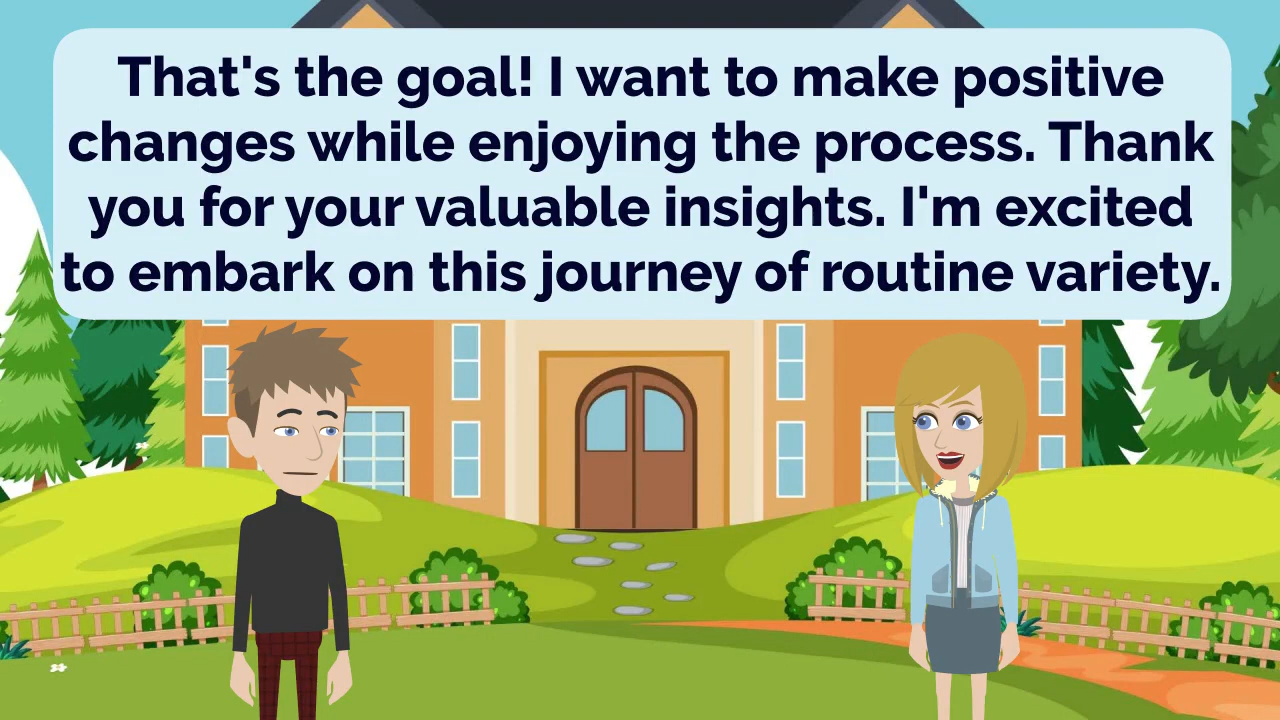 That's the goal! I want to make positive
changes while enjoying the process. Thank
you for your valuable insights. I'm excited
to embark on this journey of routine variety.